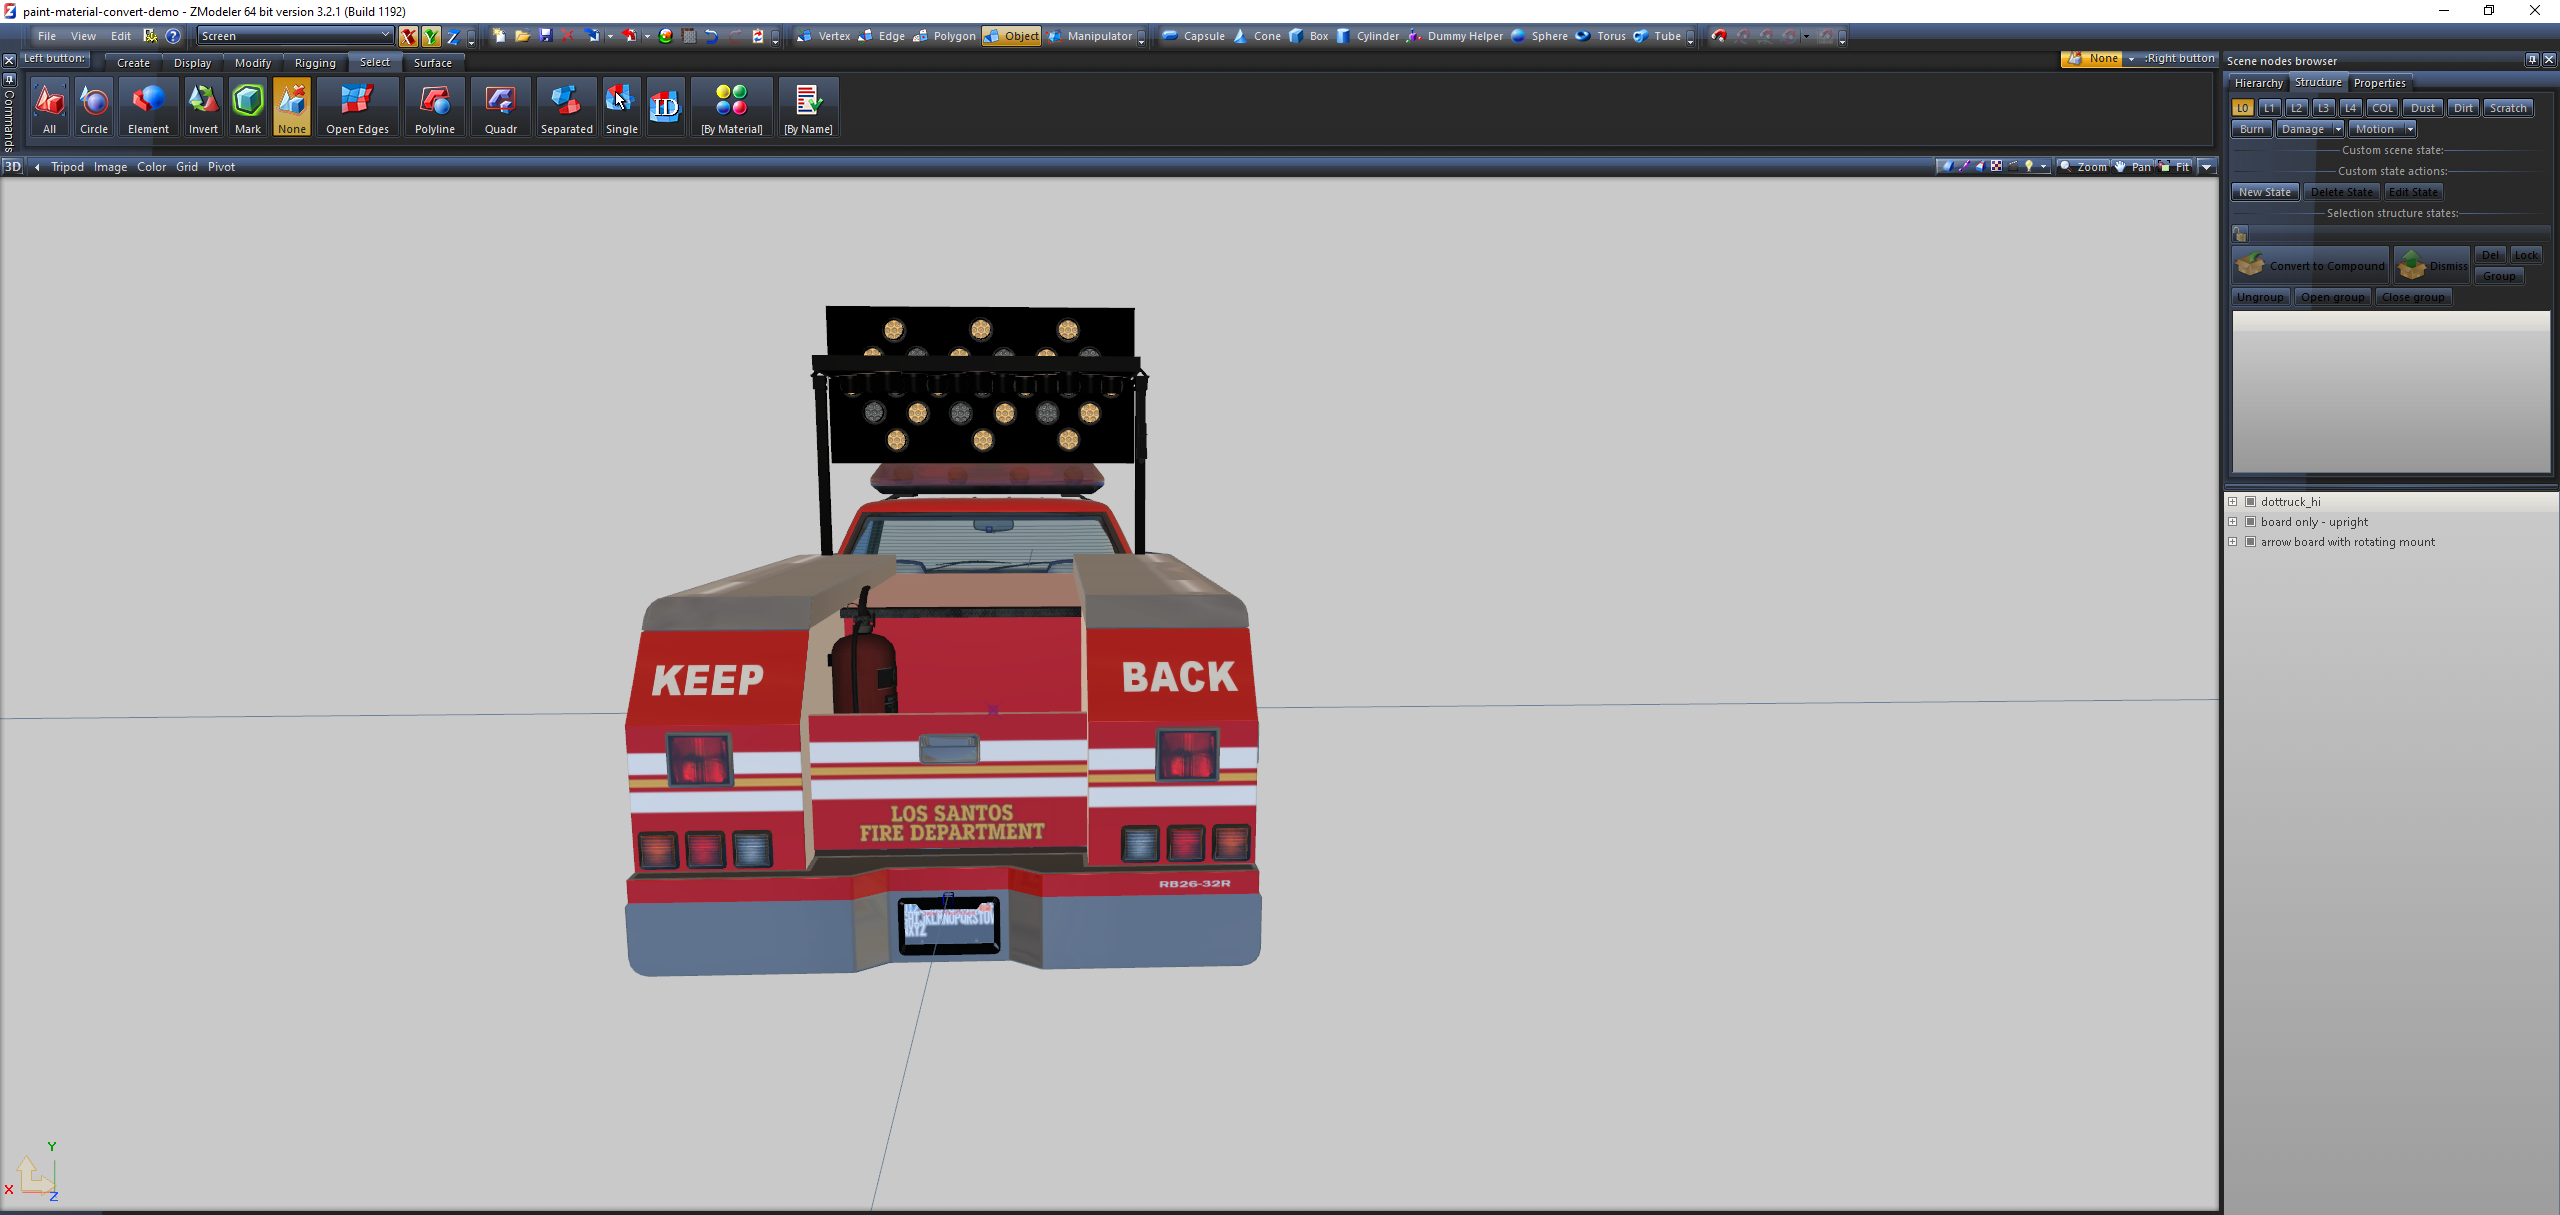 paint-material-convert-demo - ZModeler 64 bit version 3.2.1 (Build 1192)
File View Edit Screen X Y Z Vertex Edge Polygon Object Manipulator Capsule Cone Box Cylinder Dummy Helper Sphere Torus Tube
Left button: Create Display Modify Rigging Select Surface None :Right button
Commands
All Circle Element Invert Mark None Open Edges Polyline Quadr Separated Single ID [By Material] [By Name]
3D Tripod Image Color Grid Pivot Zoom Pan Fit
Scene nodes browser
Hierarchy Structure Properties
L0 L1 L2 L3 L4 COL Dust Dirt Scratch
Burn Damage Motion
Custom scene state:
Custom state actions:
New State Delete State Edit State
Selection structure states:
Convert to Compound Dismiss Del Lock
Group
Ungroup Open group Close group
dottruck_hi
board only - upright
arrow board with rotating mount
KEEP BACK
LOS SANTOS
FIRE DEPARTMENT
RB26-32R
Y
X
Z